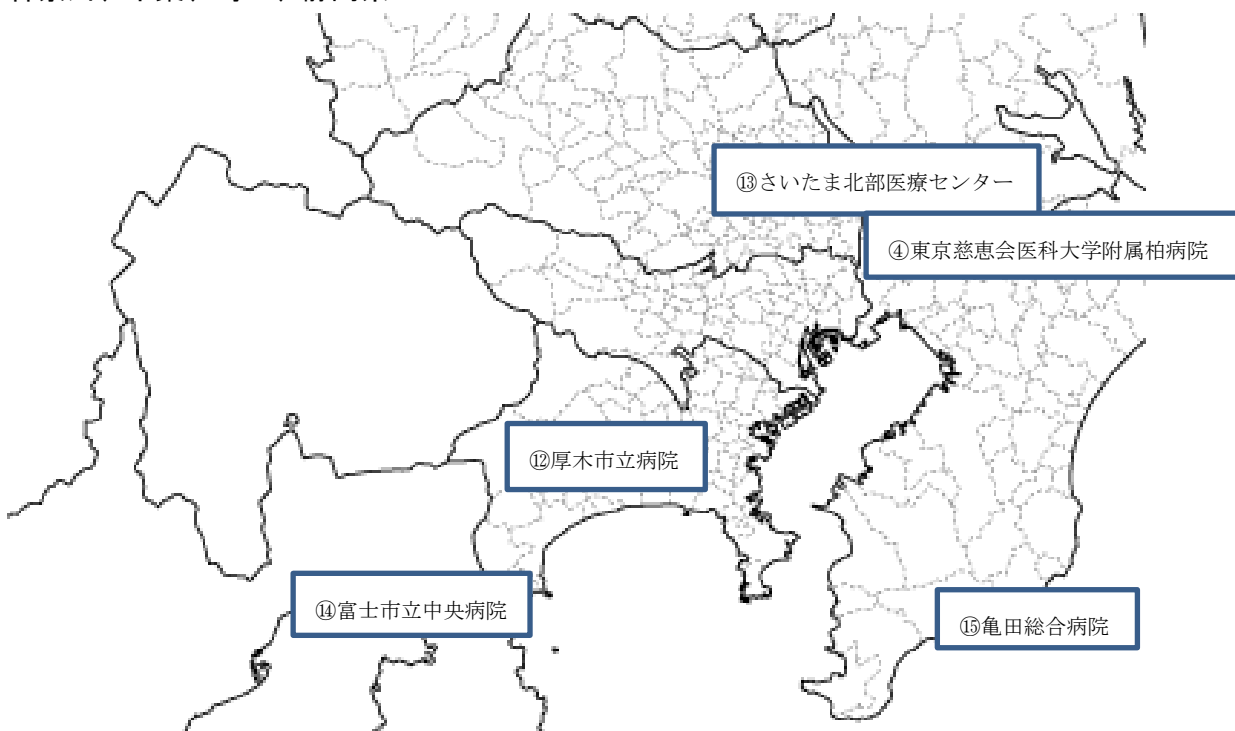 ⑬さいたま北部医療センター
④東京慈恵会医科大学附属柏病院
⑫厚木市立病院
⑭富士市立中央病院
⑮亀田総合病院